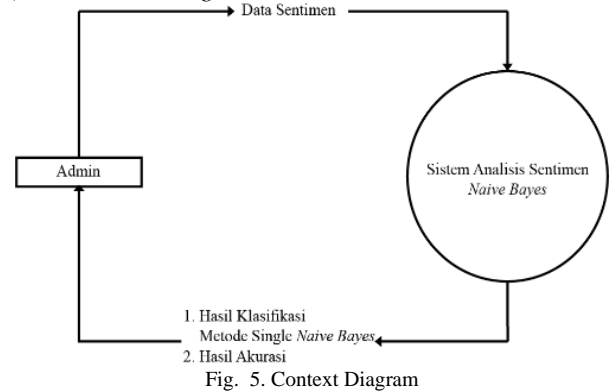 Data Sentimen
Admin
Sistem Analisis Sentimen
Naive Bayes
1. Hasil Klasifikasi
Metode Single Naive Bayes
2. Hasil Akurasi
Fig. 5. Context Diagram